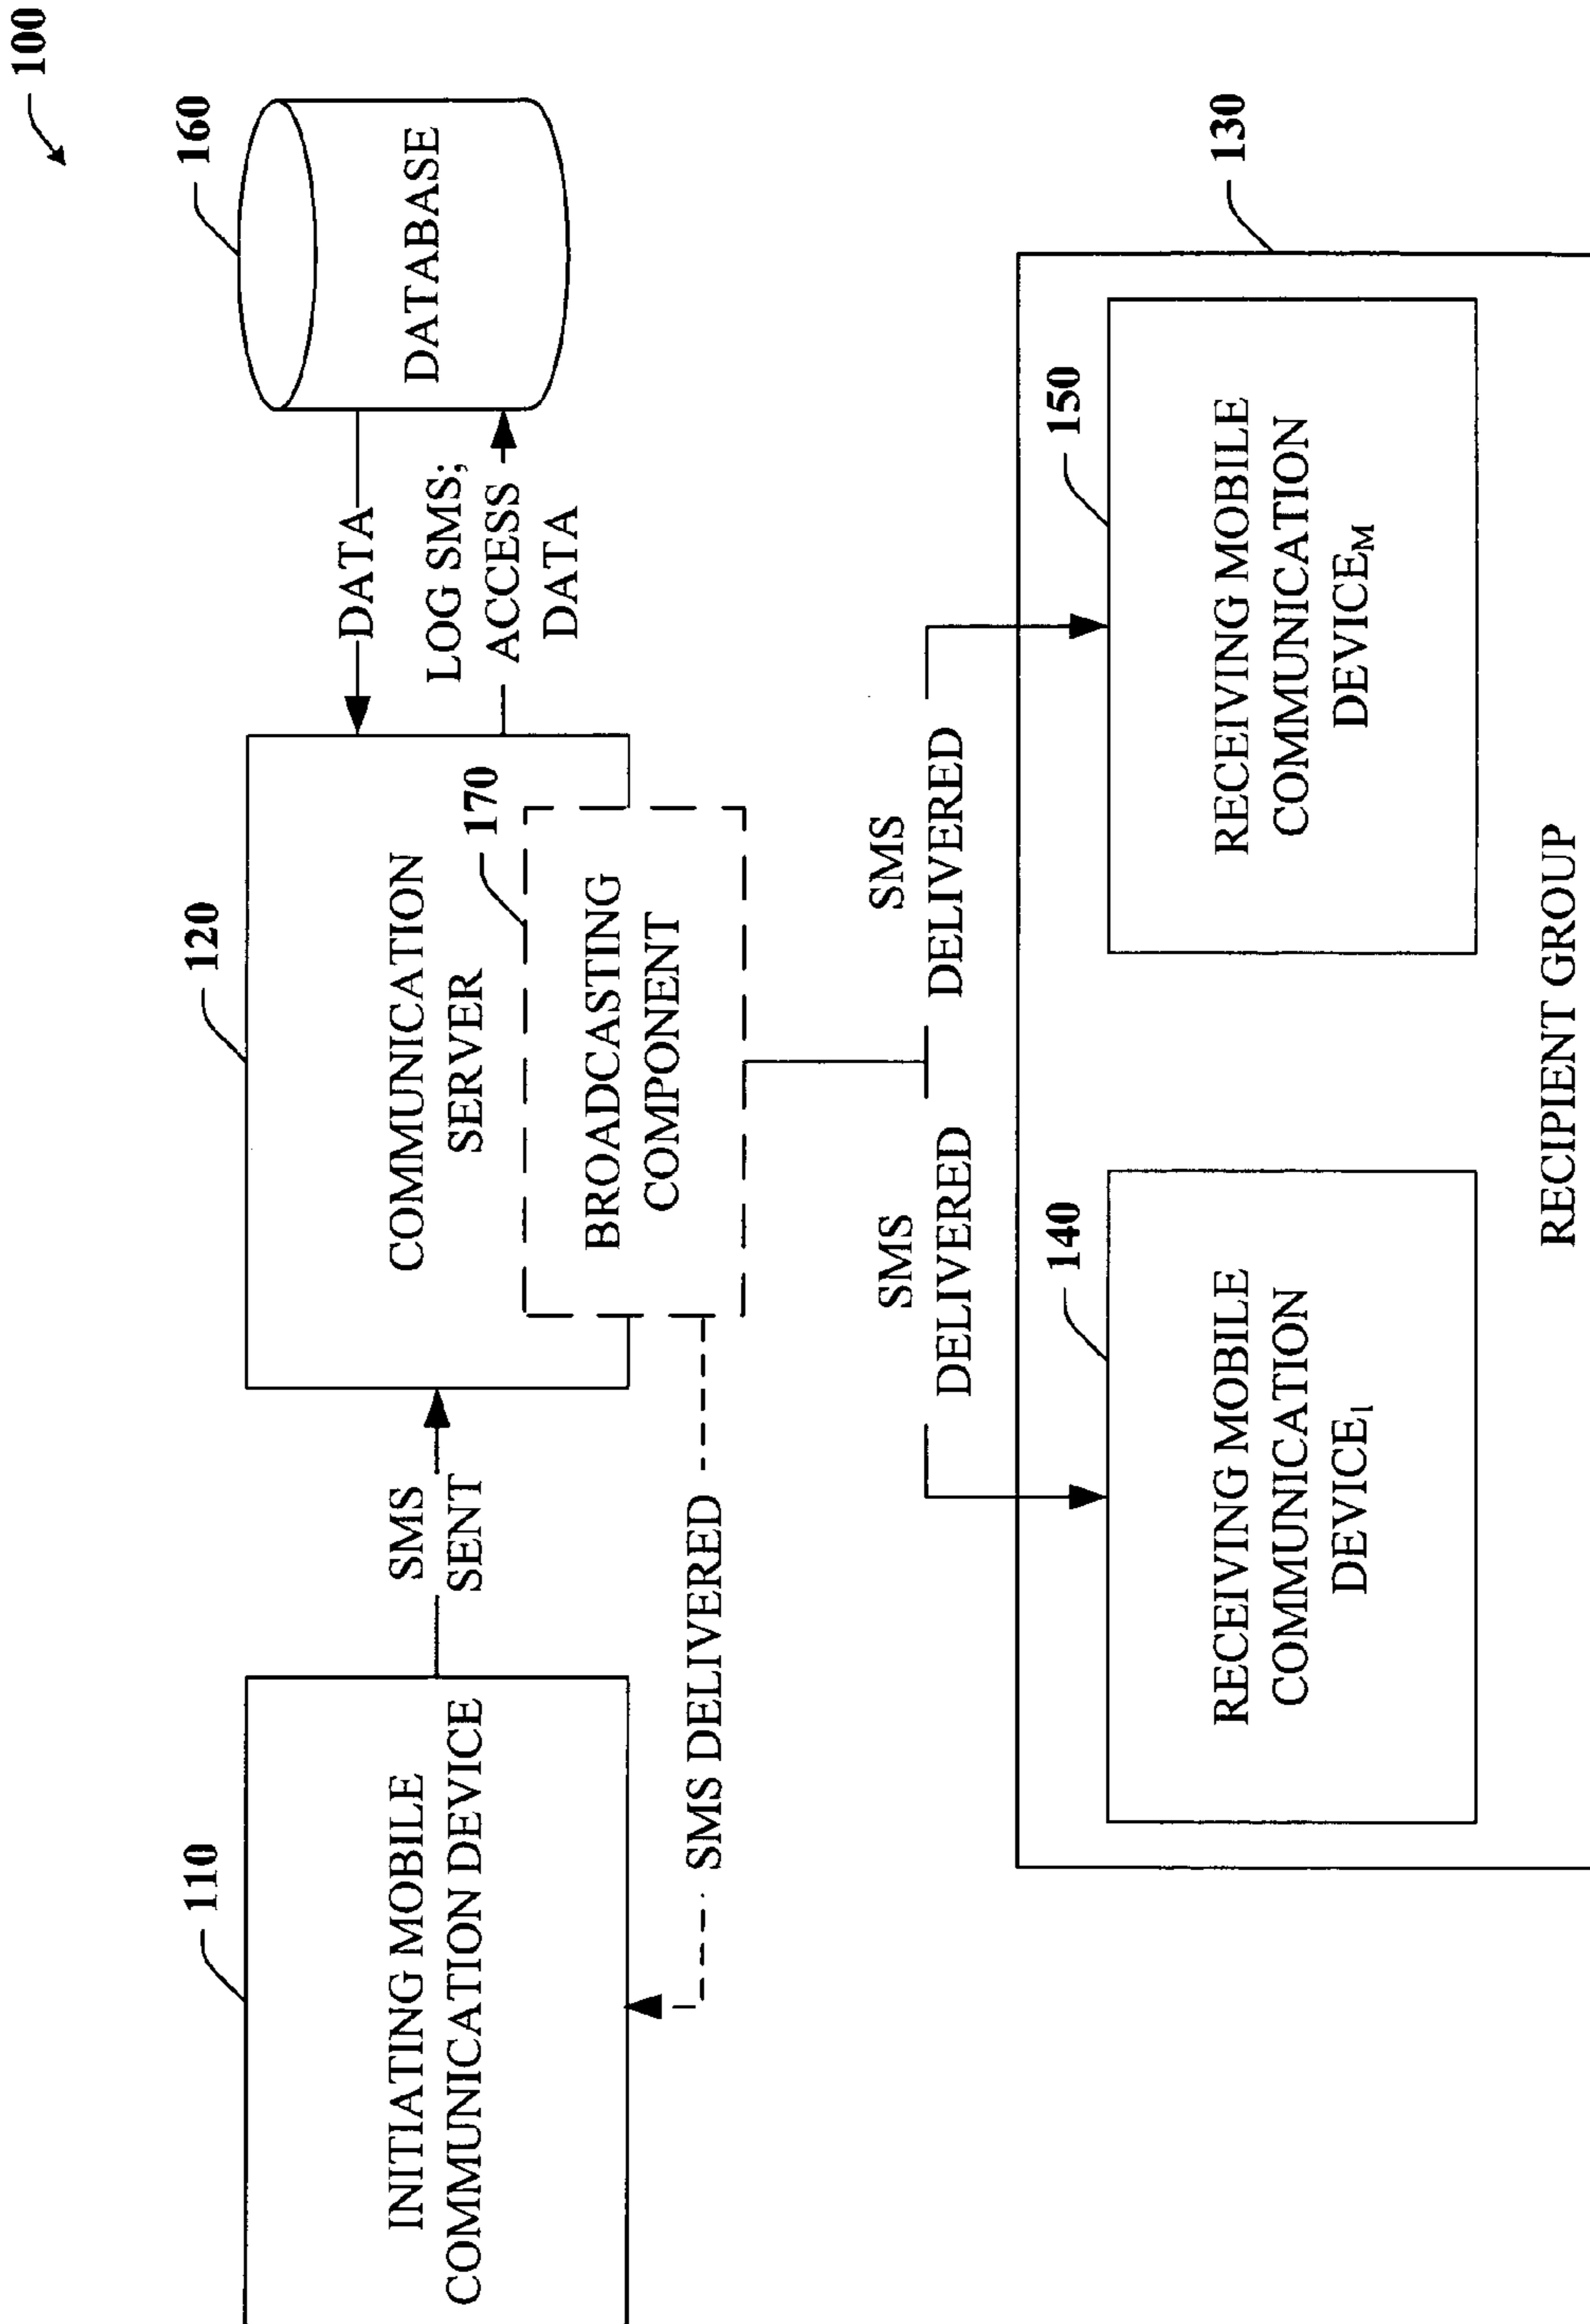 100
110
INITIATING MOBILE
COMMUNICATION DEVICE
SMS
SENT
120
COMMUNICATION
SERVER
170
BROADCASTING
COMPONENT
DATA
LOG SMS;
ACCESS
DATA
160
DATABASE
SMS DELIVERED
SMS
DELIVERED
SMS
DELIVERED
130
140
RECEIVING MOBILE
COMMUNICATION
DEVICE1
150
RECEIVING MOBILE
COMMUNICATION
DEVICEM
RECIPIENT GROUP